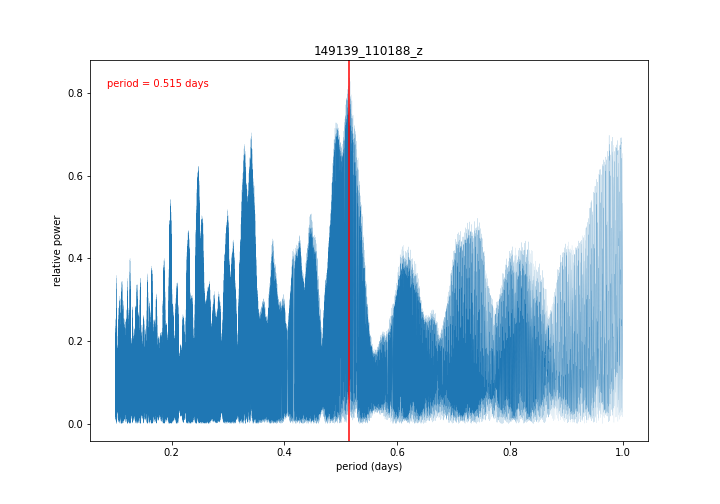 149139_110188_z
period = 0.515 days
relative power
0.8
0.6
0.4
0.2
0.0
0.2 0.4 0.6 0.8 1.0
period (days)